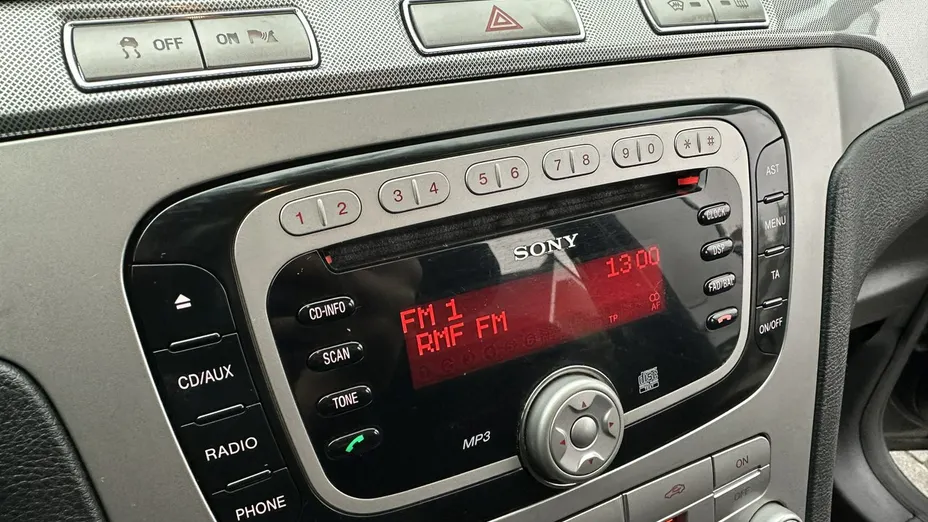 OFF ON
1 2 3 4 5 6 7 8 9 0 * #
SONY
AST
MENU
TA
ON/OFF
CLOCK
DSP
FAD/BAL
CD-INFO
SCAN
TONE
CD/AUX
RADIO
PHONE
13 00
FM 1
RMF FM
CD
AF
TP
MP3
ON
OFF